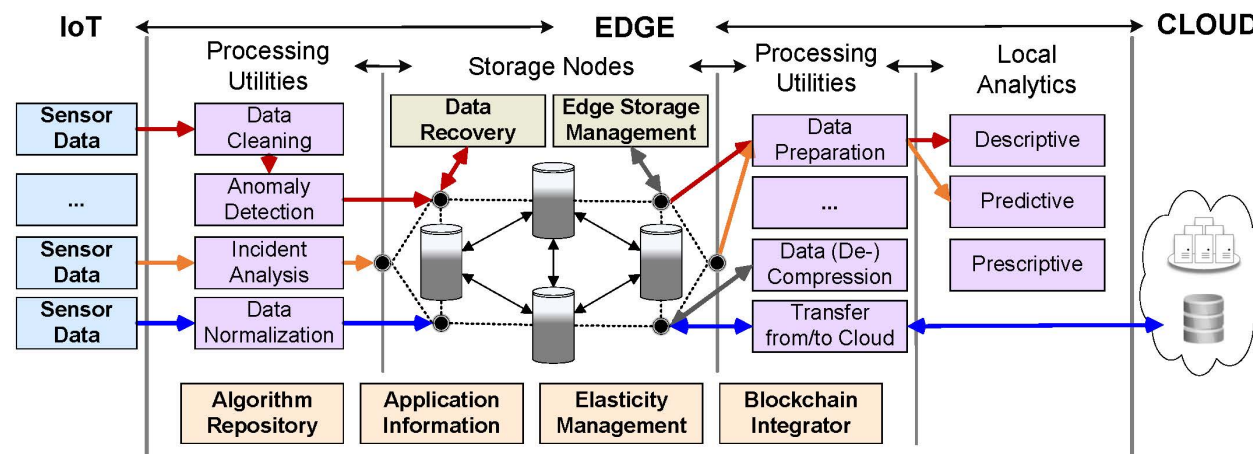 IoT
EDGE
CLOUD
Processing
Utilities
Storage Nodes
Processing
Utilities
Local
Analytics
Sensor
Data
Data
Cleaning
Data
Recovery
Edge Storage
Management
Data
Preparation
Descriptive
...
Anomaly
Detection
...
Predictive
Sensor
Data
Incident
Analysis
Data (De-)
Compression
Prescriptive
Sensor
Data
Data
Normalization
Transfer
from/to Cloud
Algorithm
Repository
Application
Information
Elasticity
Management
Blockchain
Integrator